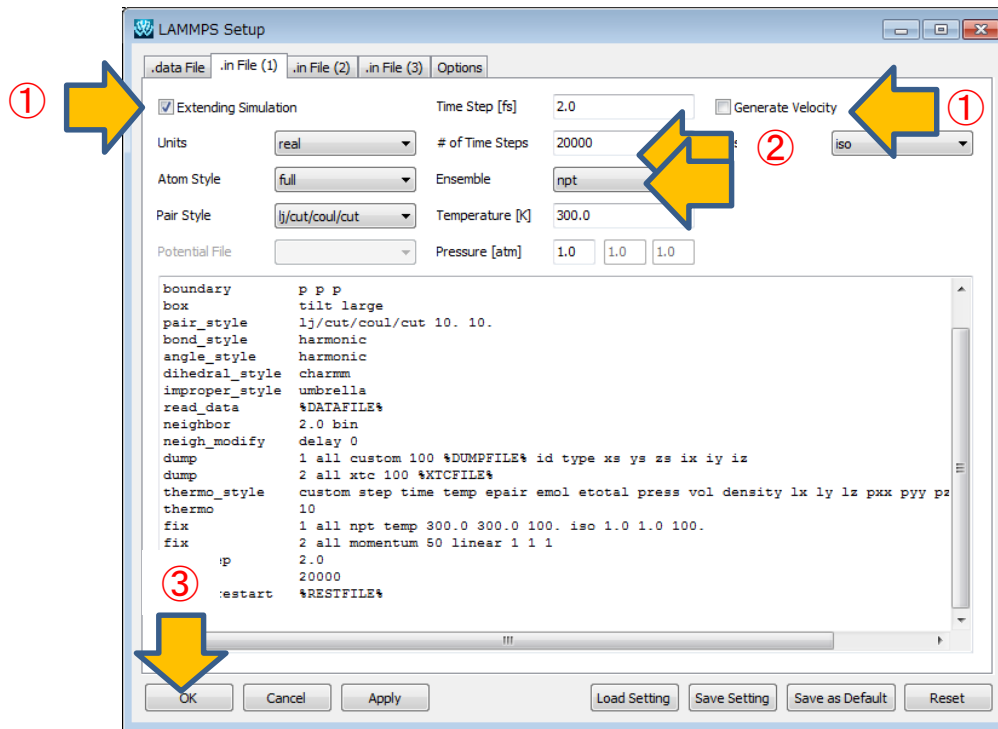 LAMMPS Setup
.data File .in File (1) .in File (2) .in File (3) Options
① Extending Simulation Time Step [fs] 2.0 Generate Velocity ①
Units real # of Time Steps 20000 ② iso
Atom Style full Ensemble npt
Pair Style lj/cut/coul/cut Temperature [K] 300.0
Potential File Pressure [atm] 1.0 1.0 1.0
boundary p p p
box tilt large
pair_style lj/cut/coul/cut 10. 10.
bond_style harmonic
angle_style harmonic
dihedral_style charmm
improper_style umbrella
read_data %DATAFILE%
neighbor 2.0 bin
neigh_modify delay 0
dump 1 all custom 100 %DUMPFILE% id type xs ys zs ix iy iz
dump 2 all xtc 100 %XTCFILE%
thermo_style custom step time temp epair emol etotal press vol density lx ly lz pxx pyy pz
thermo 10
fix 1 all npt temp 300.0 300.0 100. iso 1.0 1.0 100.
fix 2 all momentum 50 linear 1 1 1
ep 2.0
20000
③ restart %RESTFILE%
OK Cancel Apply Load Setting Save Setting Save as Default Reset